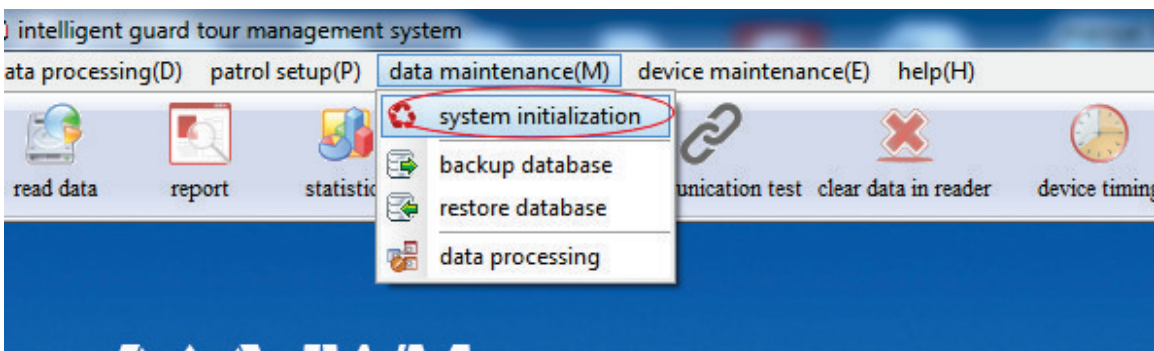 intelligent guard tour management system
ata processing(D) patrol setup(P) data maintenance(M) device maintenance(E) help(H)
system initialization
backup database
restore database
data processing
read data report statistic unication test clear data in reader device timing